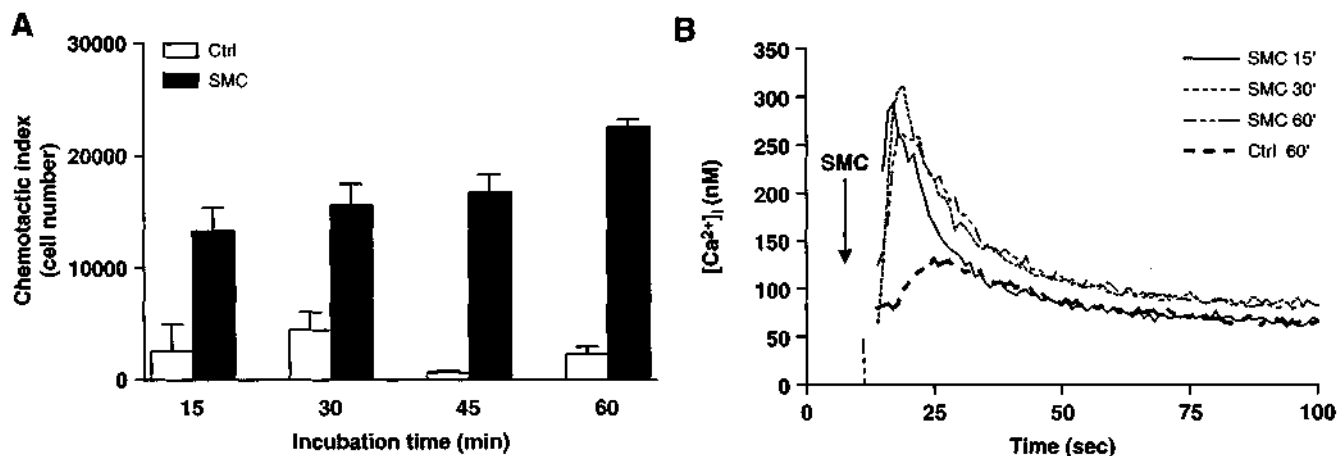 A
30000
20000
10000
0
Chemotactic index
(cell number)
Ctrl
SMC
15
30
45
60
Incubation time (min)
B
350
300
250
200
150
100
50
0
[Ca²⁺]ᵢ (nM)
SMC
SMC 15'
SMC 30'
SMC 60'
Ctrl 60'
0
25
50
75
100
Time (sec)